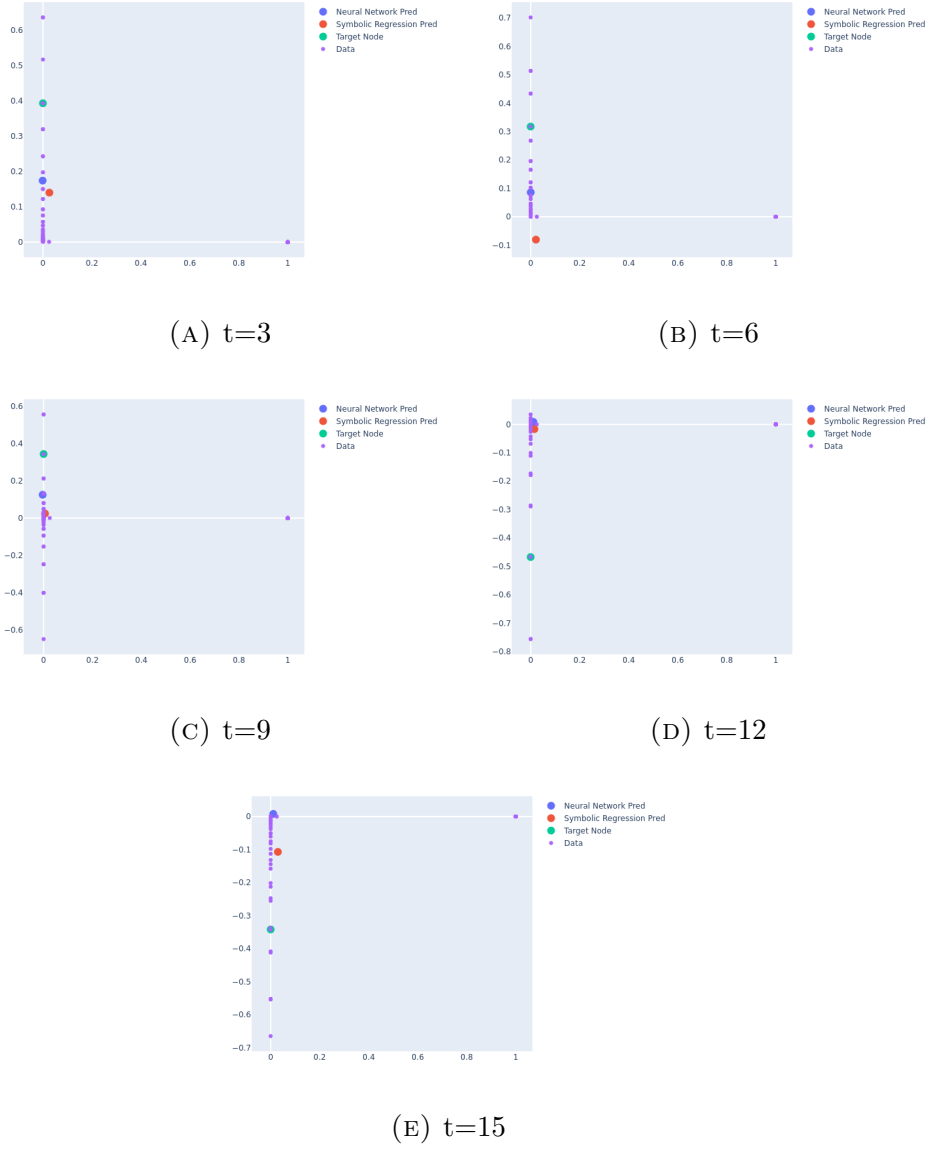 0.6
0.5
0.4
0.3
0.2
0.1
0
0 0.2 0.4 0.6 0.8 1
Neural Network Pred
Symbolic Regression Pred
Target Node
Data
(A) t=3
0.7
0.6
0.5
0.4
0.3
0.2
0.1
0
−0.1
0 0.2 0.4 0.6 0.8 1
Neural Network Pred
Symbolic Regression Pred
Target Node
Data
(B) t=6
0.6
0.4
0.2
0
−0.2
−0.4
−0.6
0 0.2 0.4 0.6 0.8 1
Neural Network Pred
Symbolic Regression Pred
Target Node
Data
(C) t=9
0
−0.1
−0.2
−0.3
−0.4
−0.5
−0.6
−0.7
−0.8
0 0.2 0.4 0.6 0.8 1
Neural Network Pred
Symbolic Regression Pred
Target Node
Data
(D) t=12
0
−0.1
−0.2
−0.3
−0.4
−0.5
−0.6
−0.7
0 0.2 0.4 0.6 0.8 1
Neural Network Pred
Symbolic Regression Pred
Target Node
Data
(E) t=15